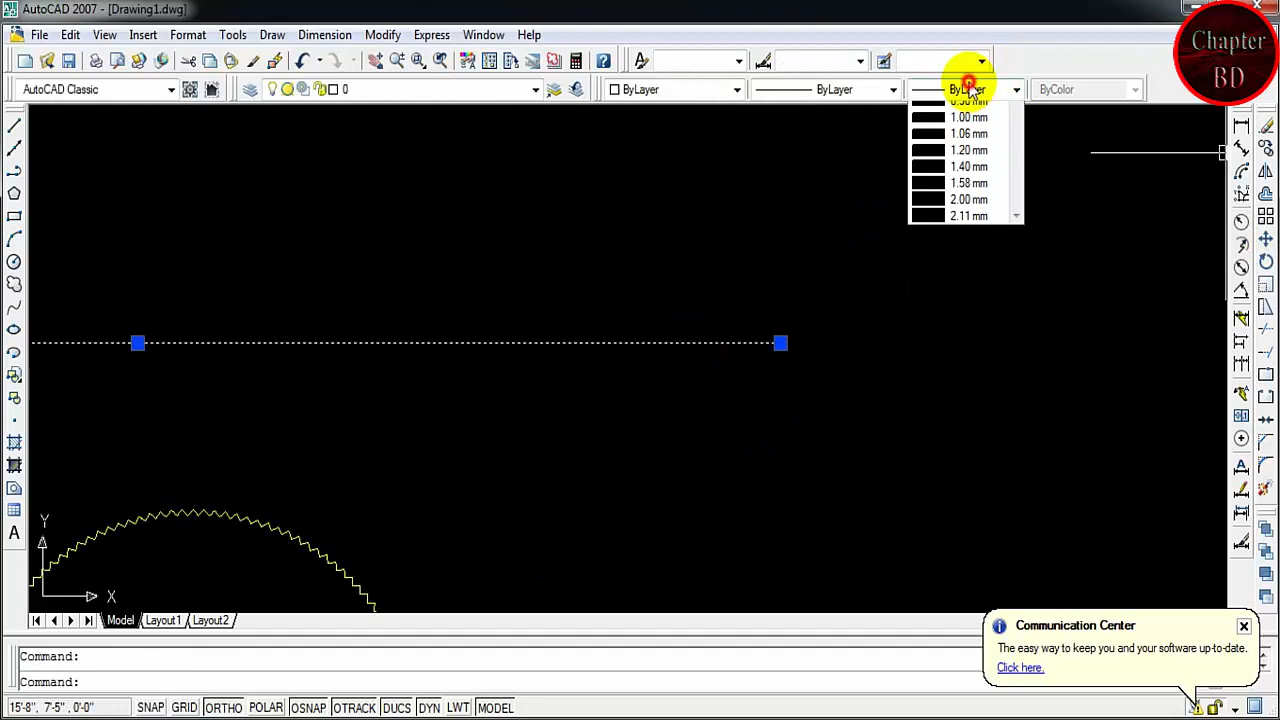 AutoCAD 2007 - [Drawing1.dwg]
File Edit View Insert Format Tools Draw Dimension Modify Express Window Help
Chapter
BD
AutoCAD Classic
0
ByLayer
ByLayer
ByLayer
ByColor
1.00 mm
1.06 mm
1.20 mm
1.40 mm
1.58 mm
2.00 mm
2.11 mm
Y
X
A
Model Layout1 Layout2
Communication Center
The easy way to keep you and your software up-to-date.
Click here.
Command:
Command:
15'-8", 7'-5", 0'-0" SNAP GRID ORTHO POLAR OSNAP OTRACK DUCS DYN LWT MODEL